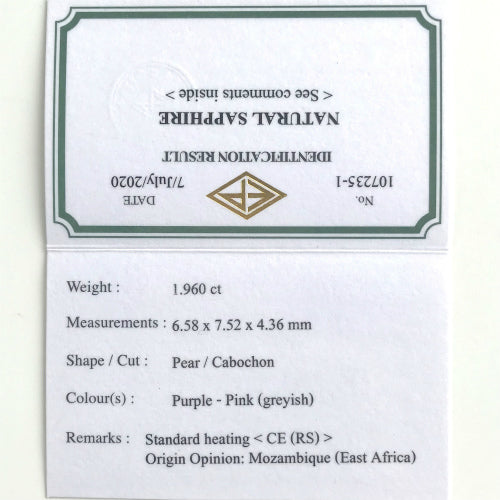 No. DATE
107235-1 7/July/2020
IDENTIFICATION RESULT
NATURAL SAPPHIRE
< See comments inside >
Weight : 1.960 ct
Measurements : 6.58 x 7.52 x 4.36 mm
Shape / Cut : Pear / Cabochon
Colour(s) : Purple - Pink (greyish)
Remarks : Standard heating < CE (RS) >
Origin Opinion: Mozambique (East Africa)